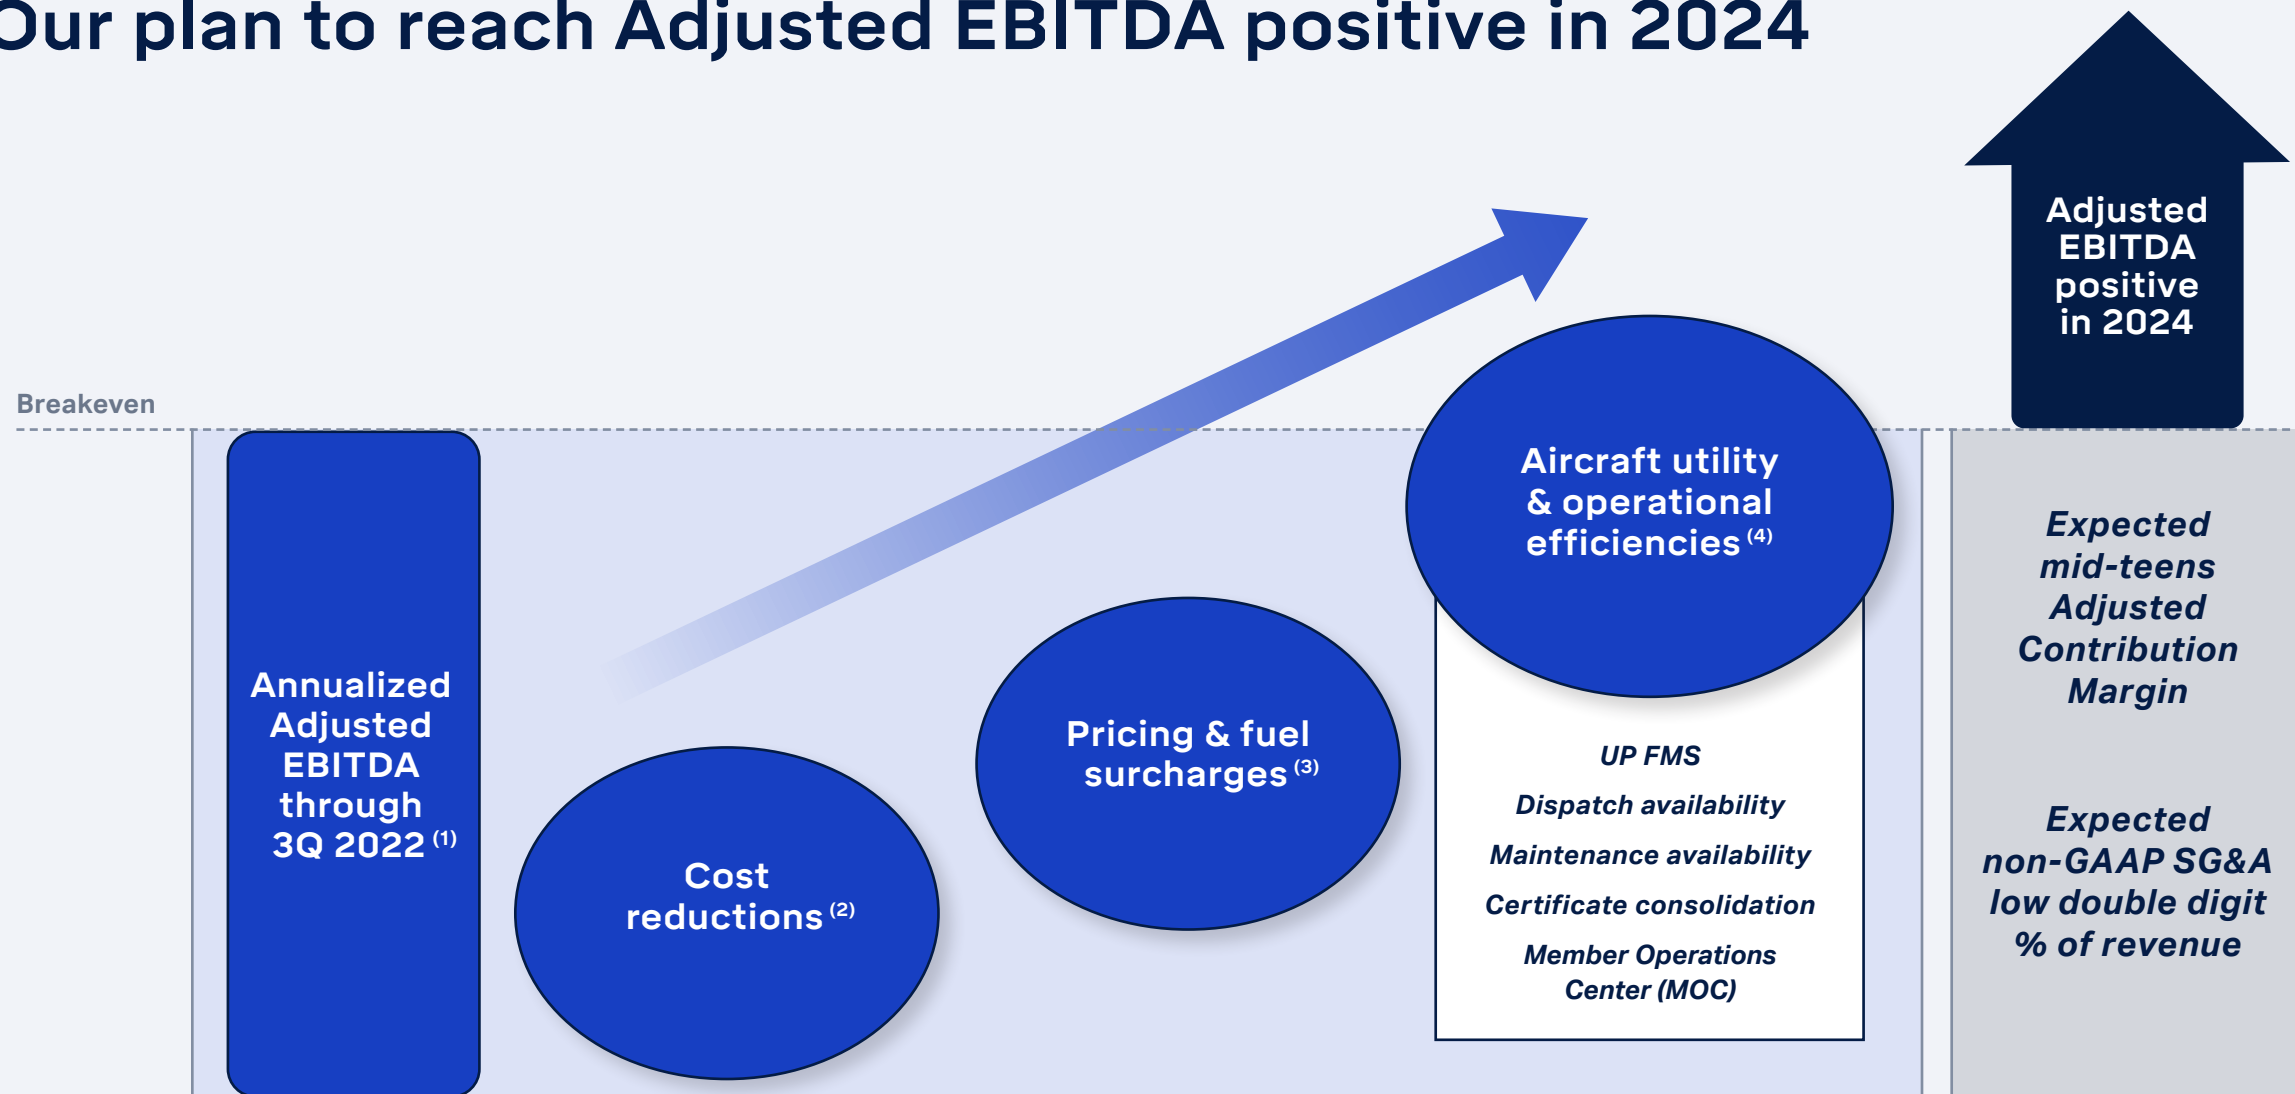 Our plan to reach Adjusted EBITDA positive in 2024
Adjusted
EBITDA
positive
in 2024
Breakeven
Annualized
Adjusted
EBITDA
through
3Q 2022 (1)
Cost
reductions (2)
Pricing & fuel
surcharges (3)
Aircraft utility
& operational
efficiencies (4)
UP FMS
Dispatch availability
Maintenance availability
Certificate consolidation
Member Operations
Center (MOC)
Expected
mid-teens
Adjusted
Contribution
Margin
Expected
non-GAAP SG&A
low double digit
% of revenue